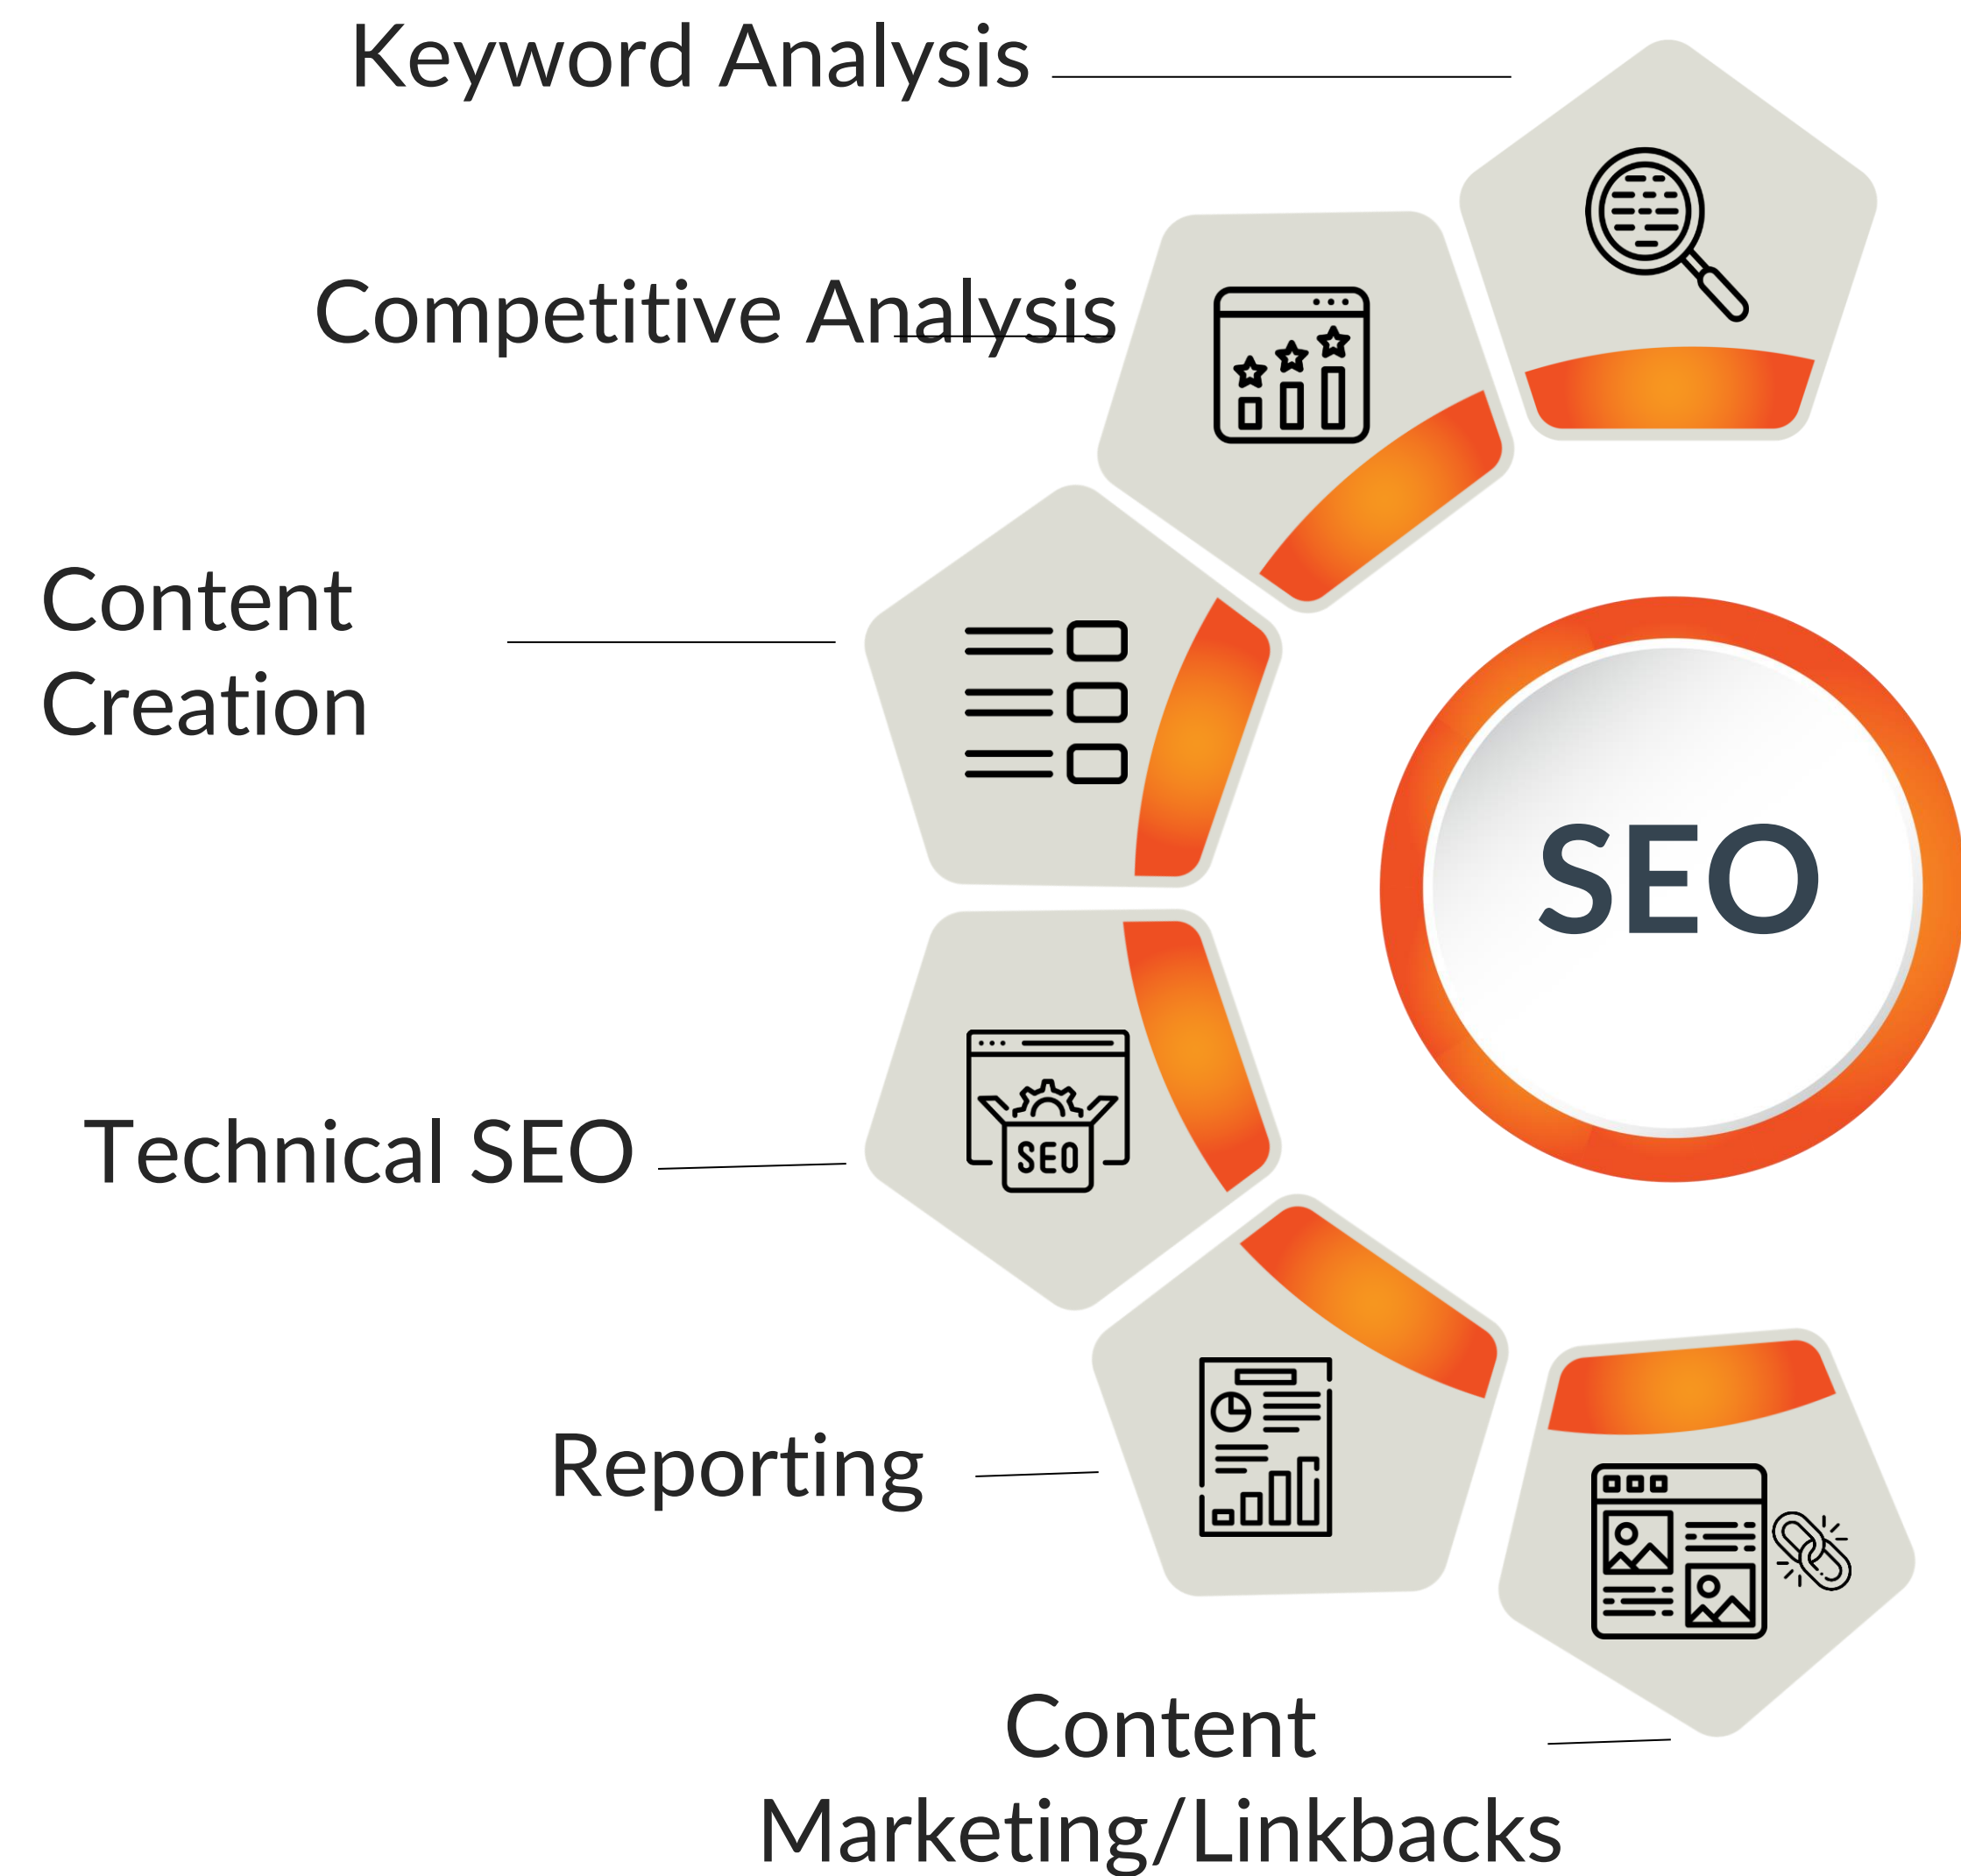 Keyword Analysis
Competitive Analysis
Content
Creation
SEO
Technical SEO
SEO
Reporting
Content
Marketing/Linkbacks